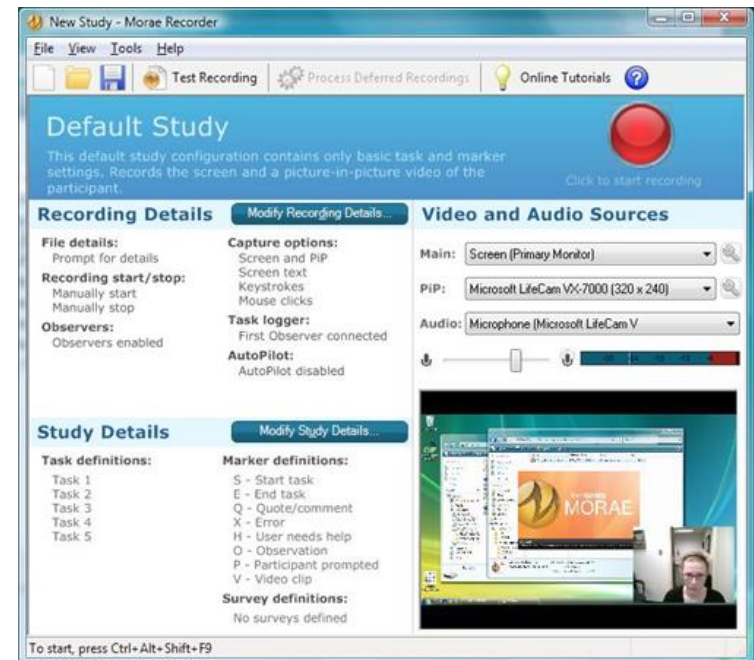 New Study - Morae Recorder
File View Tools Help
Test Recording Process Deferred Recordings Online Tutorials
Default Study
This default study configuration contains only basic task and marker
settings. Records the screen and a picture-in-picture video of the
participant.
Click to start recording
Recording Details Modify Recording Details...
File details:
Prompt for details
Recording start/stop:
Manually start
Manually stop
Observers:
Observers enabled
Capture options:
Screen and PiP
Screen text
Keystrokes
Mouse clicks
Task logger:
First Observer connected
AutoPilot:
AutoPilot disabled
Study Details Modify Study Details...
Task definitions:
Task 1
Task 2
Task 3
Task 4
Task 5
Marker definitions:
S - Start task
E - End task
Q - Quote/comment
X - Error
H - User needs help
O - Observation
P - Participant prompted
V - Video clip
Survey definitions:
No surveys defined
Video and Audio Sources
Main: Screen (Primary Monitor)
PiP: Microsoft LifeCam VX-7000 (320 x 240)
Audio: Microphone (Microsoft LifeCam V
MORAE
To start, press Ctrl+Alt+Shift+F9